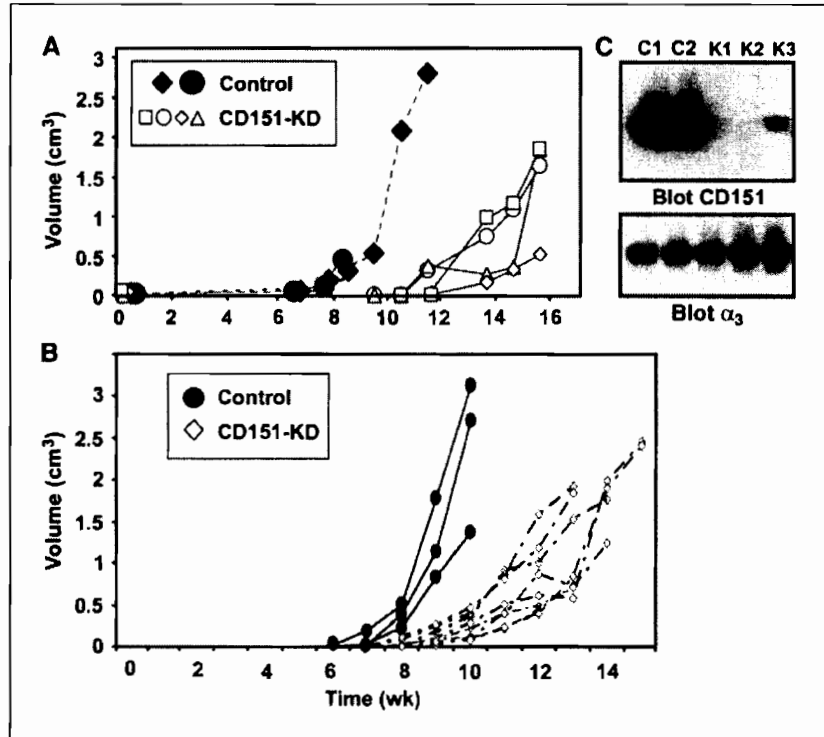 A
Volume (cm³)
3
2.5
2
1.5
1
0.5
0
Control
CD151-KD
0 2 4 6 8 10 12 14 16
C
C1 C2 K1 K2 K3
Blot CD151
Blot α₃
B
Volume (cm³)
3
2.5
2
1.5
1
0.5
0
Control
CD151-KD
0 2 4 6 8 10 12 14
Time (wk)